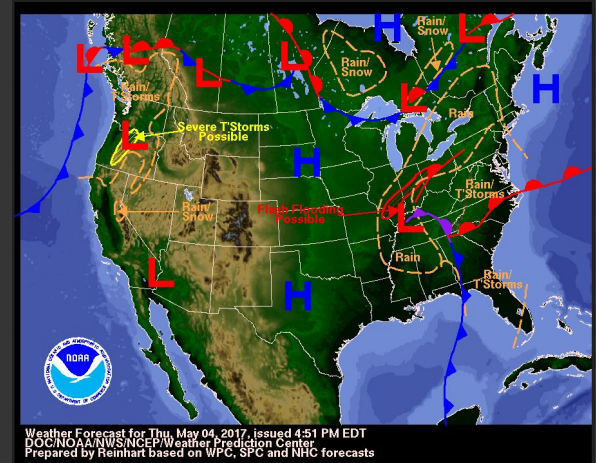 H
Rain/
Snow
L
L
L
L
L
Rain/
Snow
H
Rain/
T'Storms
L
Rain
L
Severe T'Storms
Possible
H
Rain/
T'Storms
Rain/
Snow
Flash Flooding
Possible
L
Rain
L
Rain/
T'Storms
H
NOAA
Weather Forecast for Thu, May 04, 2017, issued 4:51 PM EDT
DOC/NOAA/NWS/NCEP/Weather Prediction Center
Prepared by Reinhart based on WPC, SPC and NHC forecasts